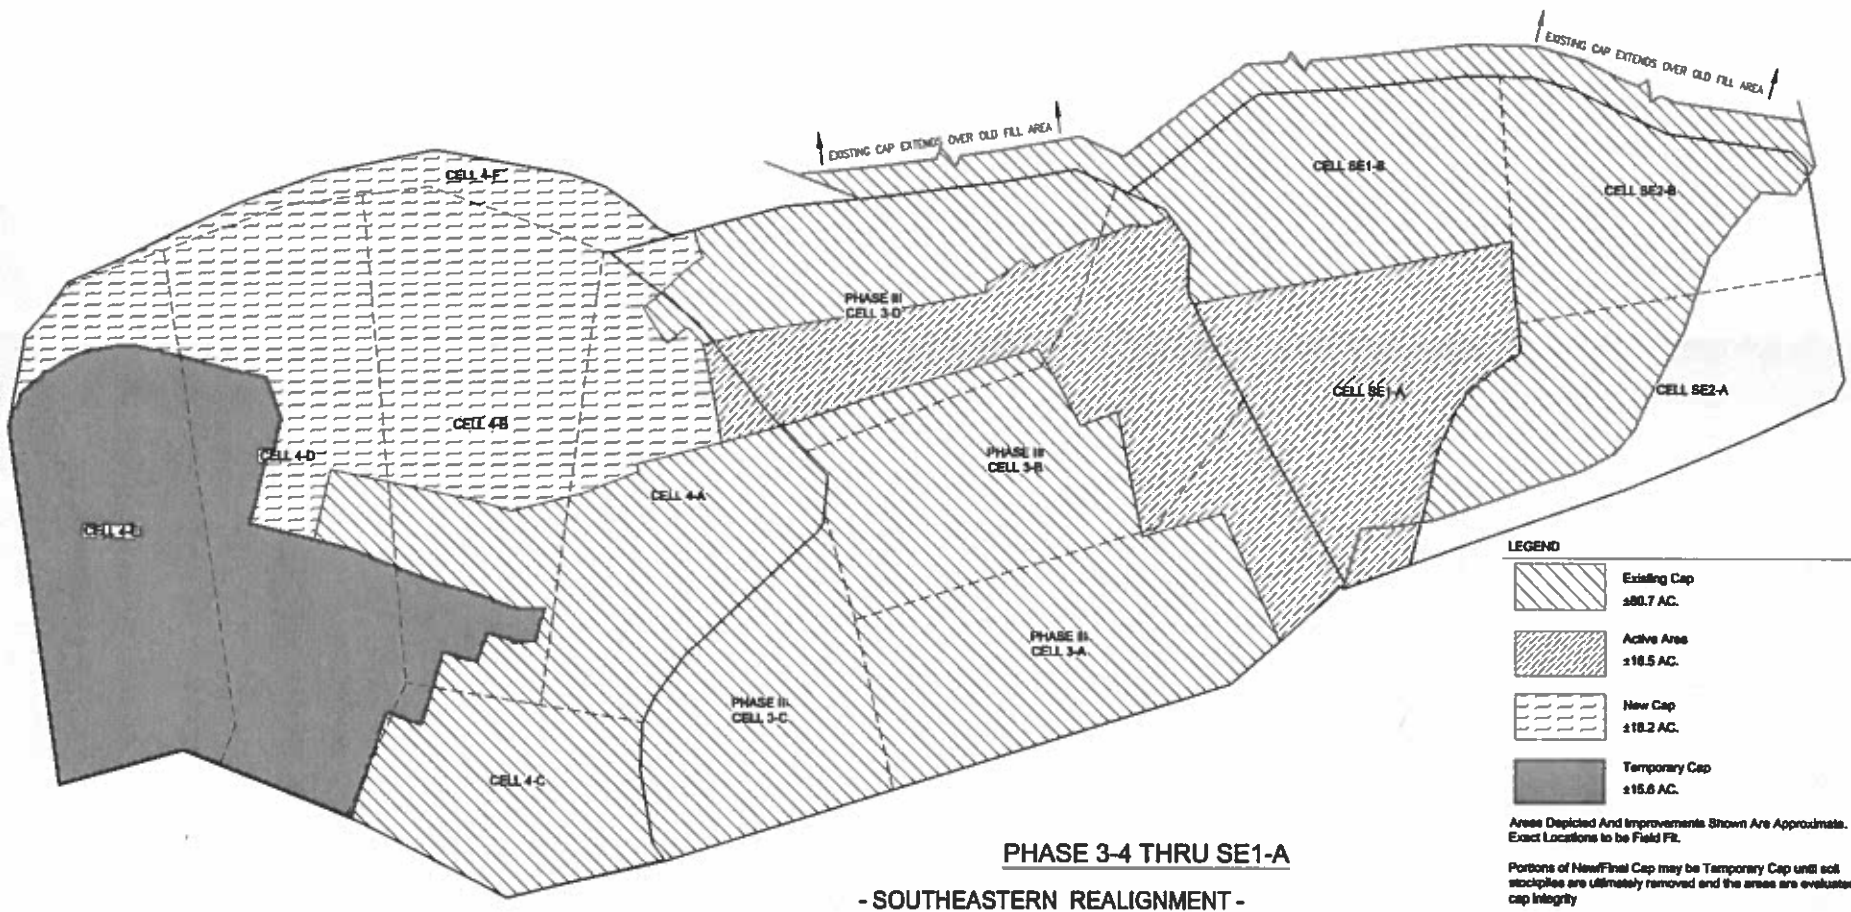 EXISTING CAP EXTENDS OVER OLD FILL AREA
EXISTING CAP EXTENDS OVER OLD FILL AREA
CELL 4-F
CELL SE1-B
CELL SE2-B
PHASE III
CELL 3-D
CELL SE1-A
CELL SE2-A
CELL 4-B
CELL 4-D
PHASE III
CELL 3-B
CELL 4-A
CELL 4-E
PHASE III
CELL 3-A
PHASE III
CELL 3-C
CELL 4-C
LEGEND
Existing Cap
±80.7 AC.
Active Area
±16.5 AC.
New Cap
±18.2 AC.
Temporary Cap
±15.6 AC.
Areas Depicted And Improvements Shown Are Approximate.
Exact Locations to be Field Fit.
Portions of New/Final Cap may be Temporary Cap until soil
stockpiles are ultimately removed and the areas are evaluated
cap integrity
PHASE 3-4 THRU SE1-A
- SOUTHEASTERN REALIGNMENT -